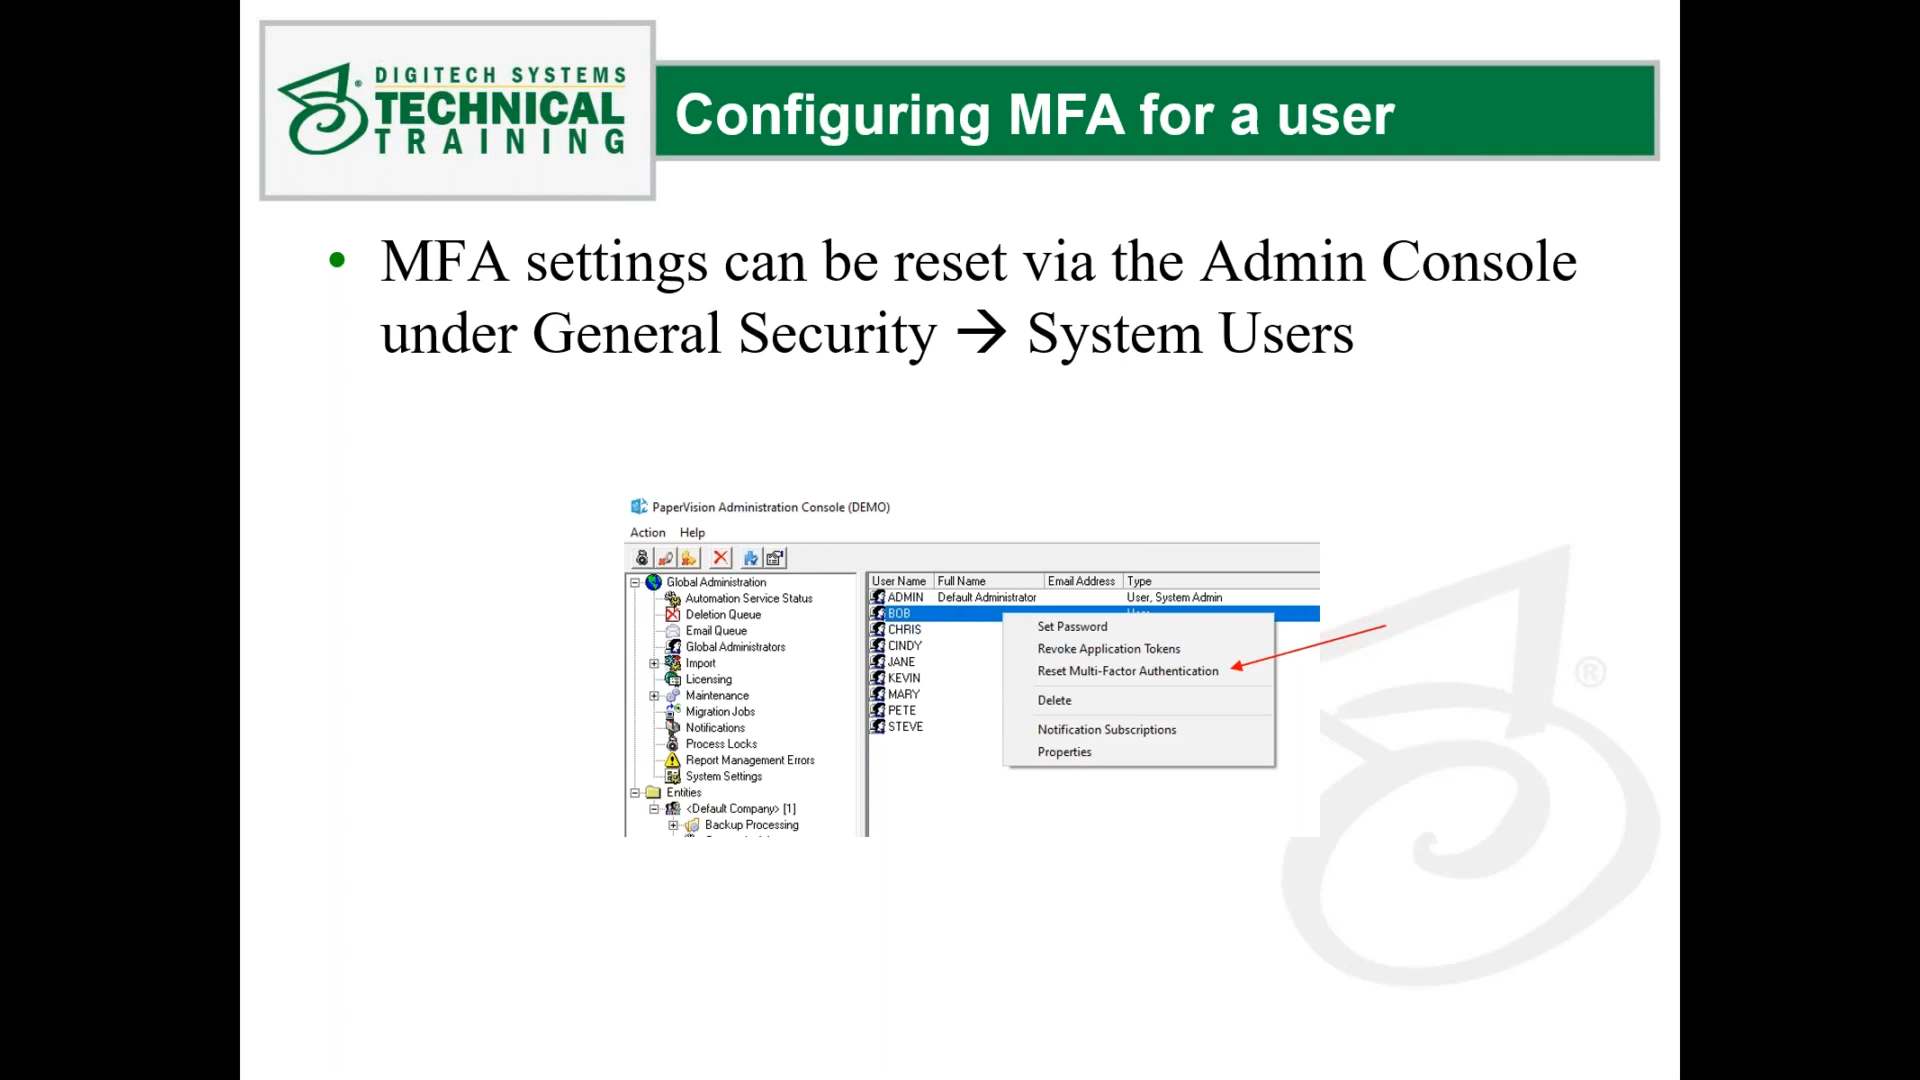 DIGITECH SYSTEMS
TECHNICAL
TRAINING
®
Configuring MFA for a user
• MFA settings can be reset via the Admin Console
under General Security → System Users
PaperVision Administration Console (DEMO)
Action Help
Global Administration
Automation Service Status
Deletion Queue
Email Queue
Global Administrators
Import
Licensing
Maintenance
Migration Jobs
Notifications
Process Locks
Report Management Errors
System Settings
Entities
<Default Company> [1]
Backup Processing
User Name Full Name Email Address Type
ADMIN Default Administrator User, System Admin
BOB
CHRIS
CINDY
JANE
KEVIN
MARY
PETE
STEVE
Set Password
Revoke Application Tokens
Reset Multi-Factor Authentication
Delete
Notification Subscriptions
Properties
®